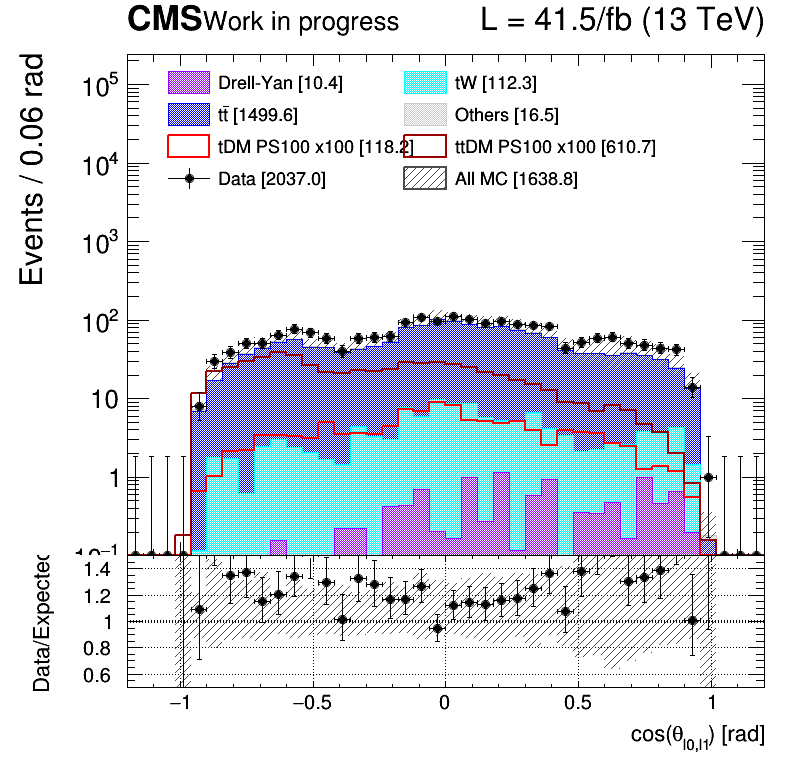 CMS Work in progress L = 41.5/fb (13 TeV)
Events / 0.06 rad
10⁵
10⁴
10³
10²
10
1
10⁻¹
Drell-Yan [10.4] tW [112.3]
tt̄ [1499.6] Others [16.5]
tDM PS100 x100 [118.2] ttDM PS100 x100 [610.7]
Data [2037.0] All MC [1638.8]
Data/Expected
1.4
1.2
1
0.8
0.6
−1 −0.5 0 0.5 1
cos(θ_l0,l1) [rad]